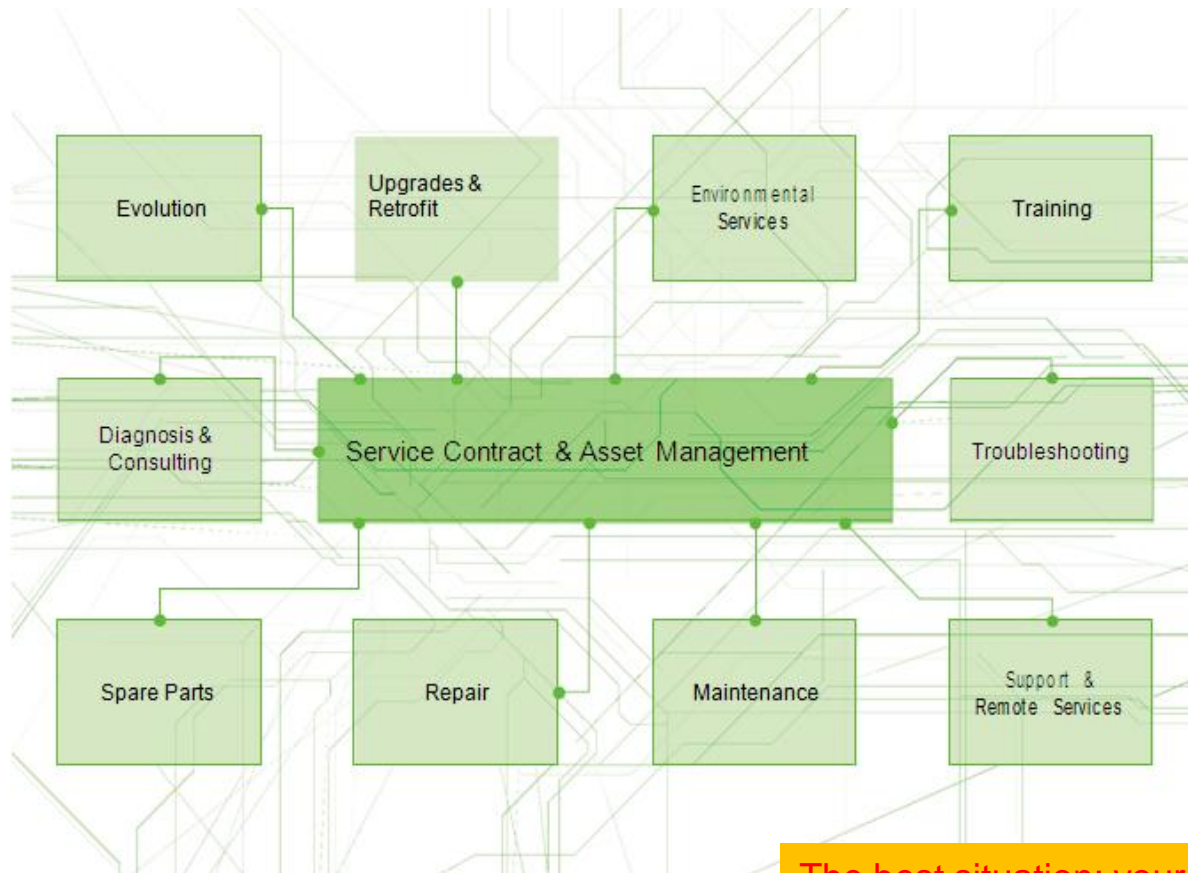 Evolution
Upgrades &
Retrofit
Environmental
Services
Training
Diagnosis &
Consulting
Service Contract & Asset Management
Troubleshooting
Spare Parts
Repair
Maintenance
Support &
Remote Services
The best situation: your